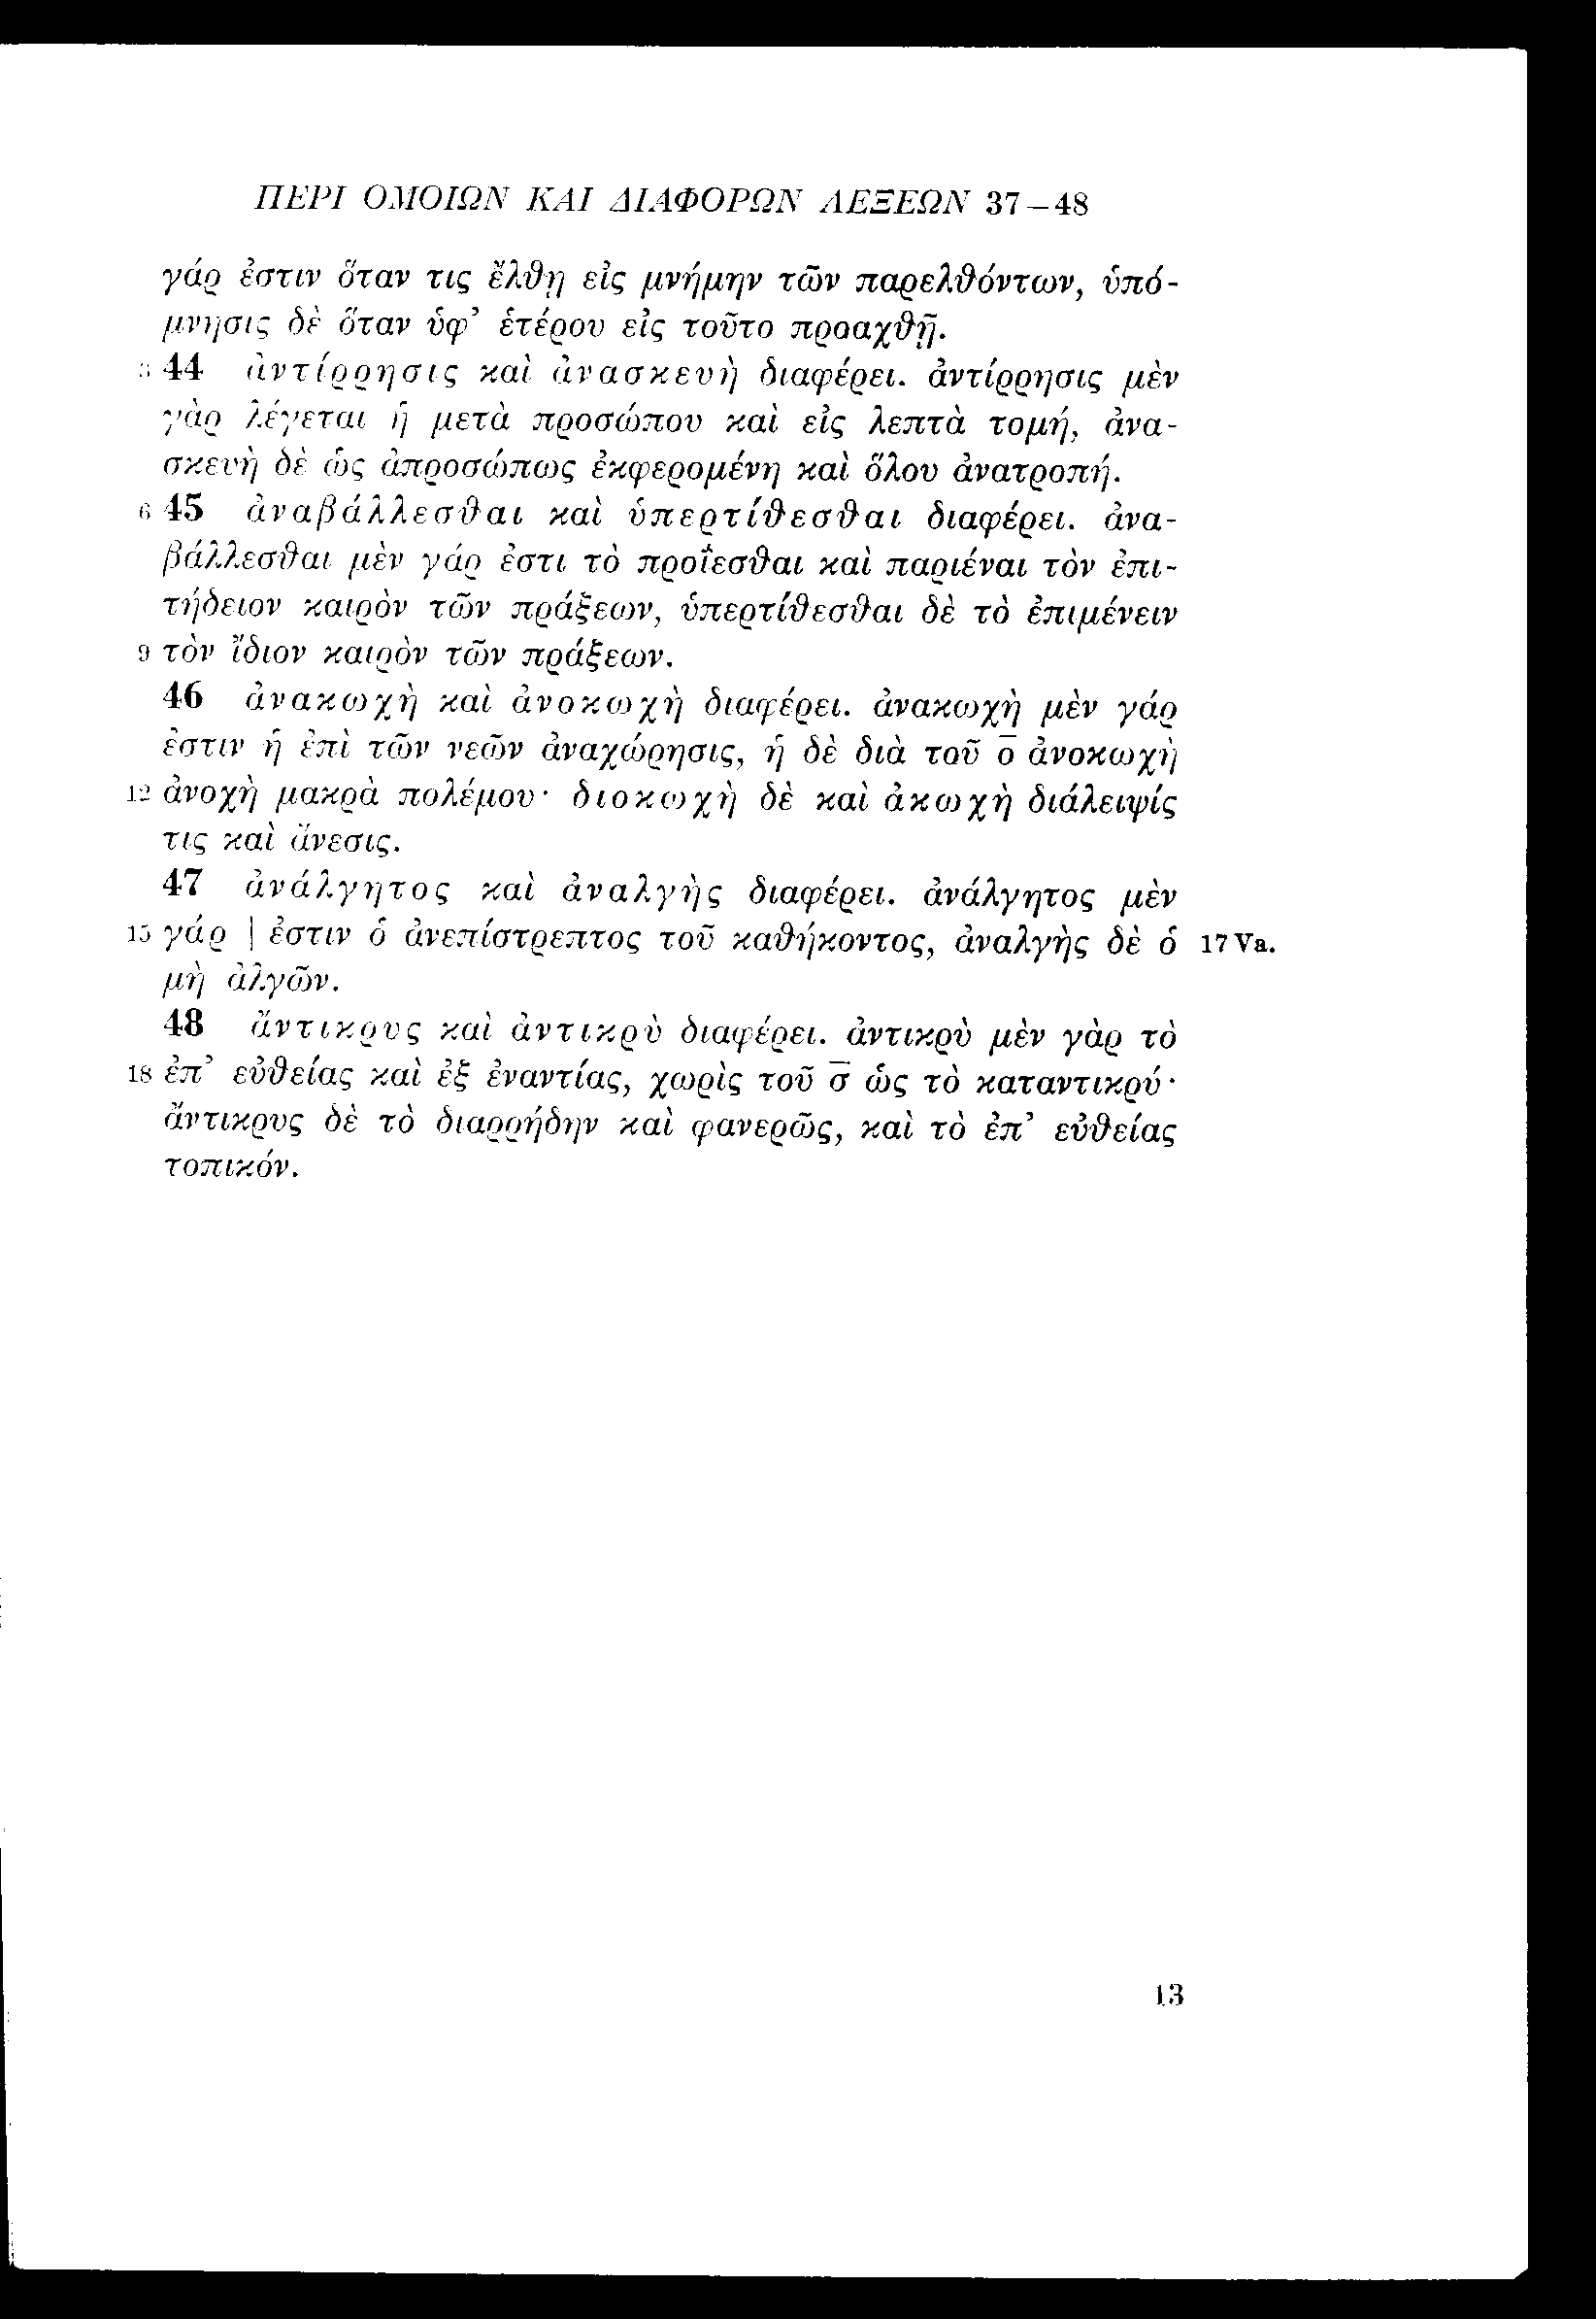 ΠΕΡΙ ΟΜΟΙΩΝ ΚΑΙ ΔΙΑΦΟΡΩΝ ΛΕΞΕΩΝ 37–48
γάρ ἐστιν ὅταν τις ἔλθῃ εἰς μνήμην τῶν παρελθόντων, ὑπό-
μνησις δὲ ὅταν ὑφ’ ἑτέρου εἰς τοῦτο προαχθῇ.
3 44 ἀντίρρησις καὶ ἀνασκευὴ διαφέρει. ἀντίρρησις μὲν
γὰρ λέγεται ἡ μετὰ προσώπου καὶ εἰς λεπτὰ τομή, ἀνα-
σκευὴ δὲ ὡς ἀπροσώπως ἐκφερομένη καὶ ὅλου ἀνατροπή.
6 45 ἀναβάλλεσθαι καὶ ὑπερτίθεσθαι διαφέρει. ἀνα-
βάλλεσθαι μὲν γάρ ἐστι τὸ προΐεσθαι καὶ παριέναι τὸν ἐπι-
τήδειον καιρὸν τῶν πράξεων, ὑπερτίθεσθαι δὲ τὸ ἐπιμένειν
9 τὸν ἴδιον καιρὸν τῶν πράξεων.
46 ἀνακωχὴ καὶ ἀνοκωχὴ διαφέρει. ἀνακωχὴ μὲν γάρ
ἐστιν ἡ ἐπὶ τῶν νεῶν ἀναχώρησις, ἡ δὲ διὰ τοῦ ο̅ ἀνοκωχὴ
12 ἀνοχὴ μακρὰ πολέμου· διοκωχὴ δὲ καὶ ἀκωχὴ διάλειψίς
τις καὶ ἄνεσις.
47 ἀνάλγητος καὶ ἀναλγὴς διαφέρει. ἀνάλγητος μὲν
15 γάρ | ἐστιν ὁ ἀνεπίστρεπτος τοῦ καθήκοντος, ἀναλγὴς δὲ ὁ 17 Va.
μὴ ἀλγῶν.
48 ἄντικρυς καὶ ἀντικρὺ διαφέρει. ἀντικρὺ μὲν γὰρ τὸ
18 ἐπ’ εὐθείας καὶ ἐξ ἐναντίας, χωρὶς τοῦ σ̅ ὡς τὸ καταντικρύ·
ἄντικρυς δὲ τὸ διαρρήδην καὶ φανερῶς, καὶ τὸ ἐπ’ εὐθείας
τοπικόν.
13